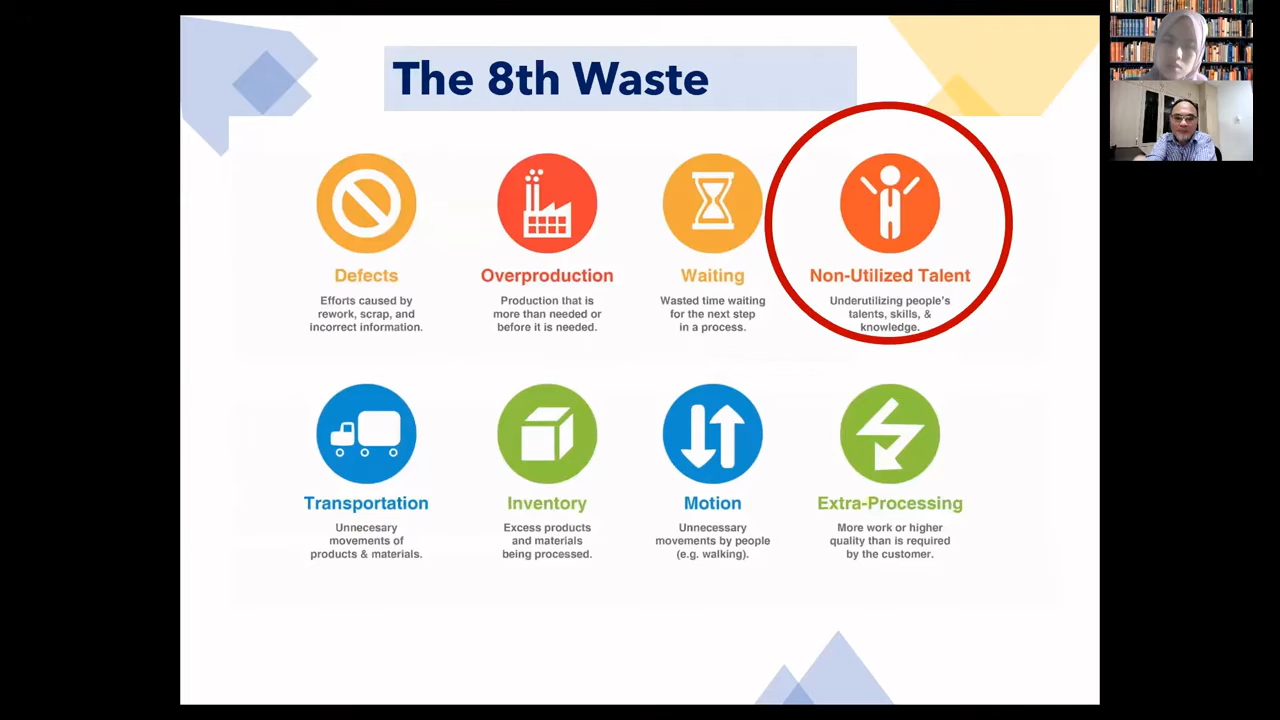 The 8th Waste
Defects
Efforts caused by
rework, scrap, and
incorrect information.
Overproduction
Production that is
more than needed or
before it is needed.
Waiting
Wasted time waiting
for the next step
in a process.
Non-Utilized Talent
Underutilizing people's
talents, skills, &
knowledge.
Transportation
Unnecesary
movements of
products & materials.
Inventory
Excess products
and materials
being processed.
Motion
Unnecessary
movements by people
(e.g. walking).
Extra-Processing
More work or higher
quality than is required
by the customer.